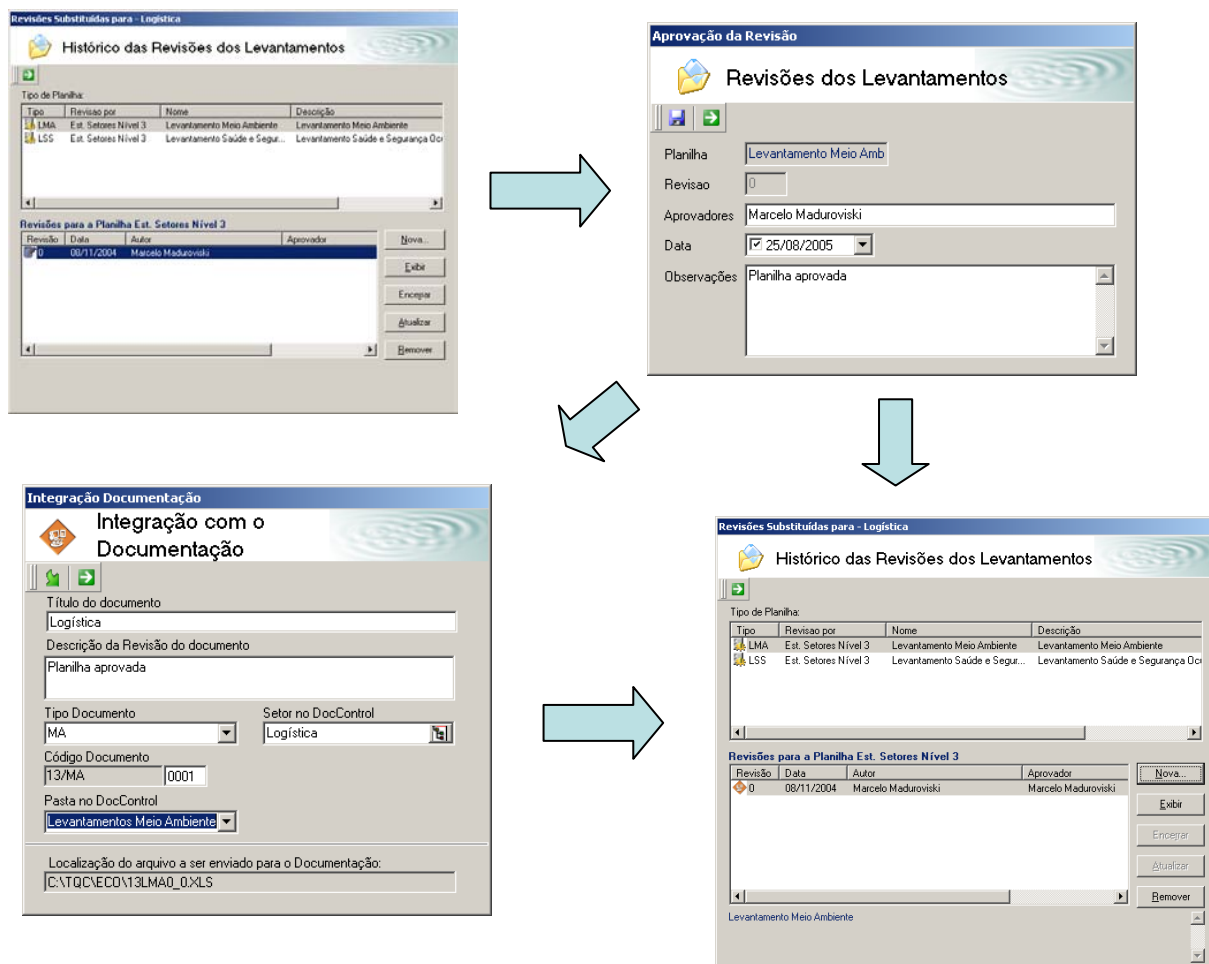 Revisões Substituídas para - Logística
Histórico das Revisões dos Levantamentos
Tipo de Planilha:
Tipo Revisao por Nome Descrição
LMA Est. Setores Nível 3 Levantamento Meio Ambiente Levantamento Meio Ambiente
LSS Est. Setores Nível 3 Levantamento Saúde e Segur... Levantamento Saúde e Segurança Oc
Revisões para a Planilha Est. Setores Nível 3
Revisão Data Autor Aprovador
0 08/11/2004 Marcelo Maduroviski
Nova...
Exibir
Encerrar
Atualizar
Remover
Aprovação da Revisão
Revisões dos Levantamentos
Planilha Levantamento Meio Amb
Revisao 0
Aprovadores Marcelo Maduroviski
Data 25/08/2005
Observações Planilha aprovada
Integração Documentação
Integração com o
Documentação
Título do documento
Logística
Descrição da Revisão do documento
Planilha aprovada
Tipo Documento Setor no DocControl
MA Logística
Código Documento
13/MA 0001
Pasta no DocControl
Levantamentos Meio Ambiente
Localização do arquivo a ser enviado para o Documentação:
C:\TQC\ECO\13LMA0_0.XLS
Revisões Substituídas para - Logística
Histórico das Revisões dos Levantamentos
Tipo de Planilha:
Tipo Revisao por Nome Descrição
LMA Est. Setores Nível 3 Levantamento Meio Ambiente Levantamento Meio Ambiente
LSS Est. Setores Nível 3 Levantamento Saúde e Segur... Levantamento Saúde e Segurança Oc
Revisões para a Planilha Est. Setores Nível 3
Revisão Data Autor Aprovador
0 08/11/2004 Marcelo Maduroviski Marcelo Maduroviski
Nova...
Exibir
Encerrar
Atualizar
Remover
Levantamento Meio Ambiente